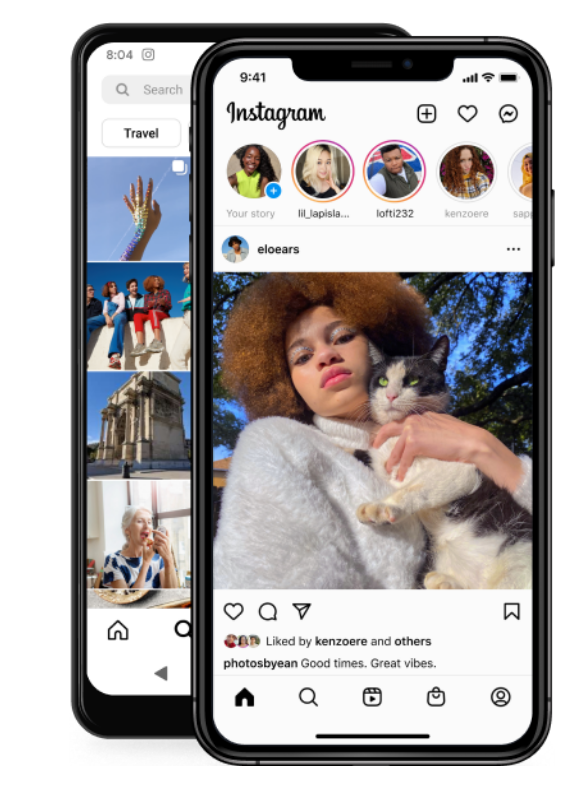 8:04
Search
Travel
9:41
Instagram
Your story lil_lapisla... lofti232 kenzoere sapp
eloears
Liked by kenzoere and others
photosbyean Good times. Great vibes.